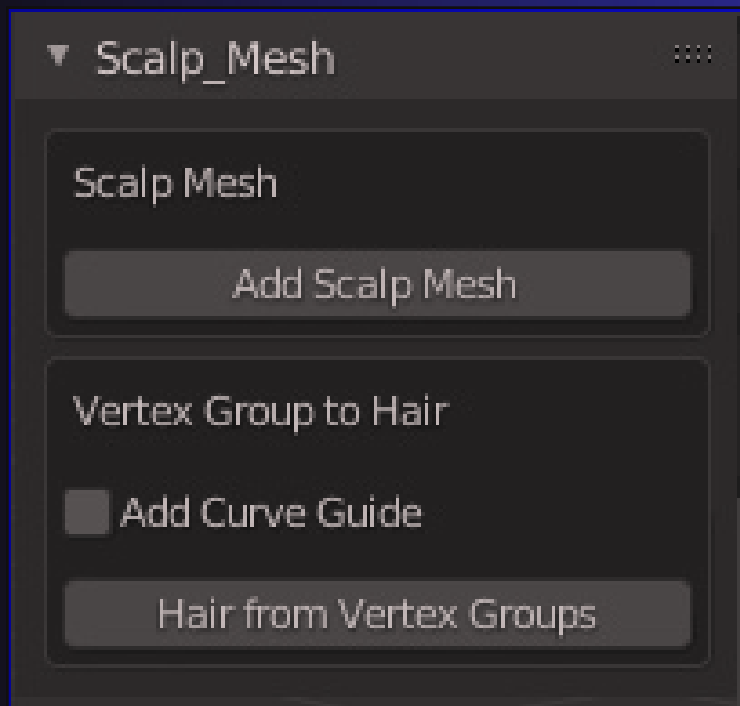 Scalp_Mesh
Scalp Mesh
Add Scalp Mesh
Vertex Group to Hair
Add Curve Guide
Hair from Vertex Groups